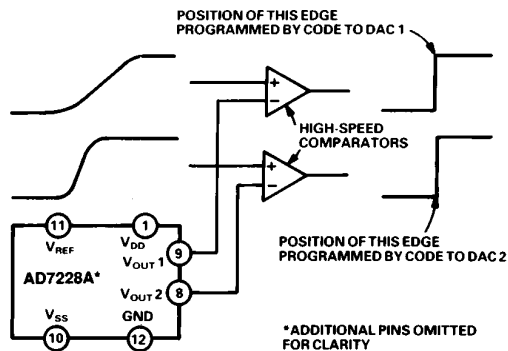 POSITION OF THIS EDGE
PROGRAMMED BY CODE TO DAC 1
+
−
HIGH-SPEED
COMPARATORS
+
−
11
1
VREF
VDD
9
VOUT 1
POSITION OF THIS EDGE
PROGRAMMED BY CODE TO DAC 2
AD7228A*
VOUT 2
8
VSS
GND
10
12
*ADDITIONAL PINS OMITTED
FOR CLARITY